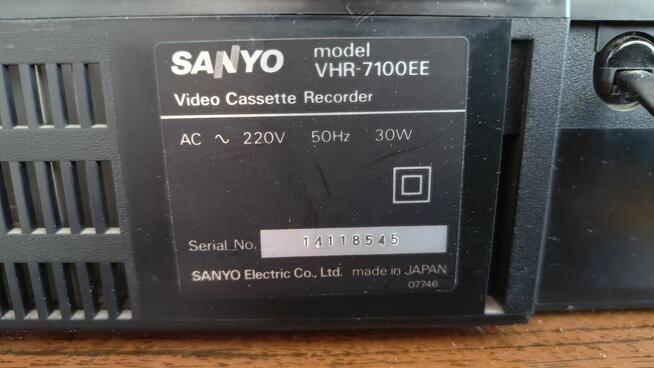 SANYO model
VHR-7100EE
Video Cassette Recorder
AC ~ 220V 50Hz 30W
Serial No. 14118545
SANYO Electric Co., Ltd. made in JAPAN
07746